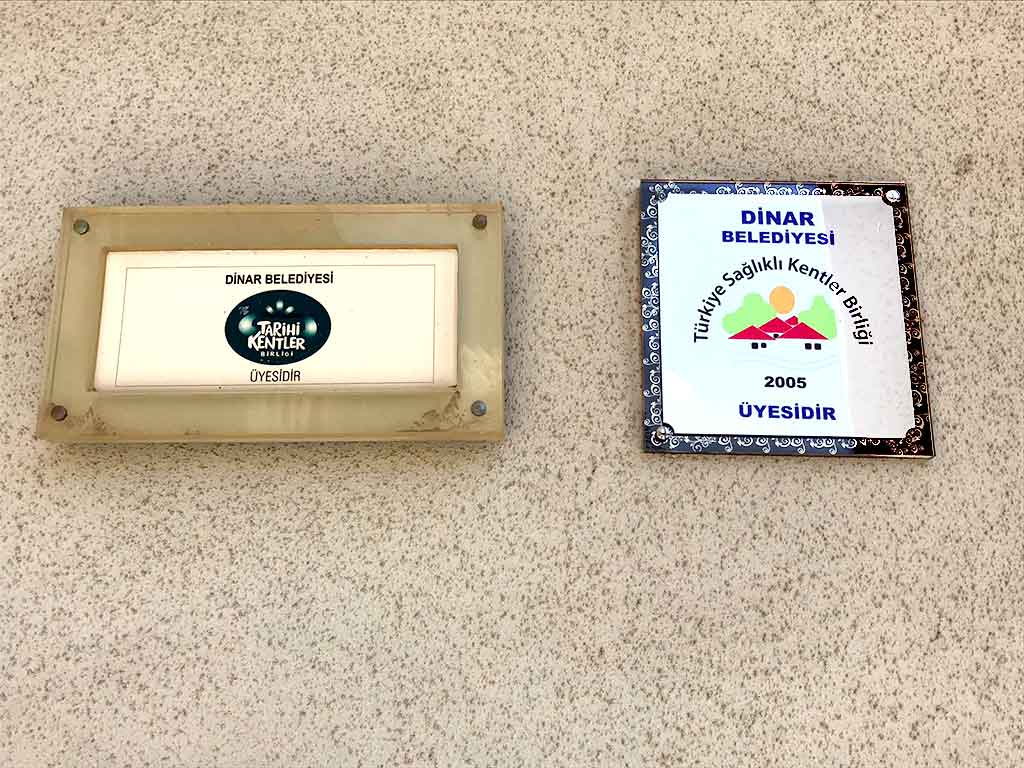 DİNAR BELEDİYESİ
TARİHİ
KENTLER
BİRLİĞİ
ÜYESİDİR
DİNAR
BELEDİYESİ
Türkiye Sağlıklı Kentler Birliği
2005
ÜYESİDİR